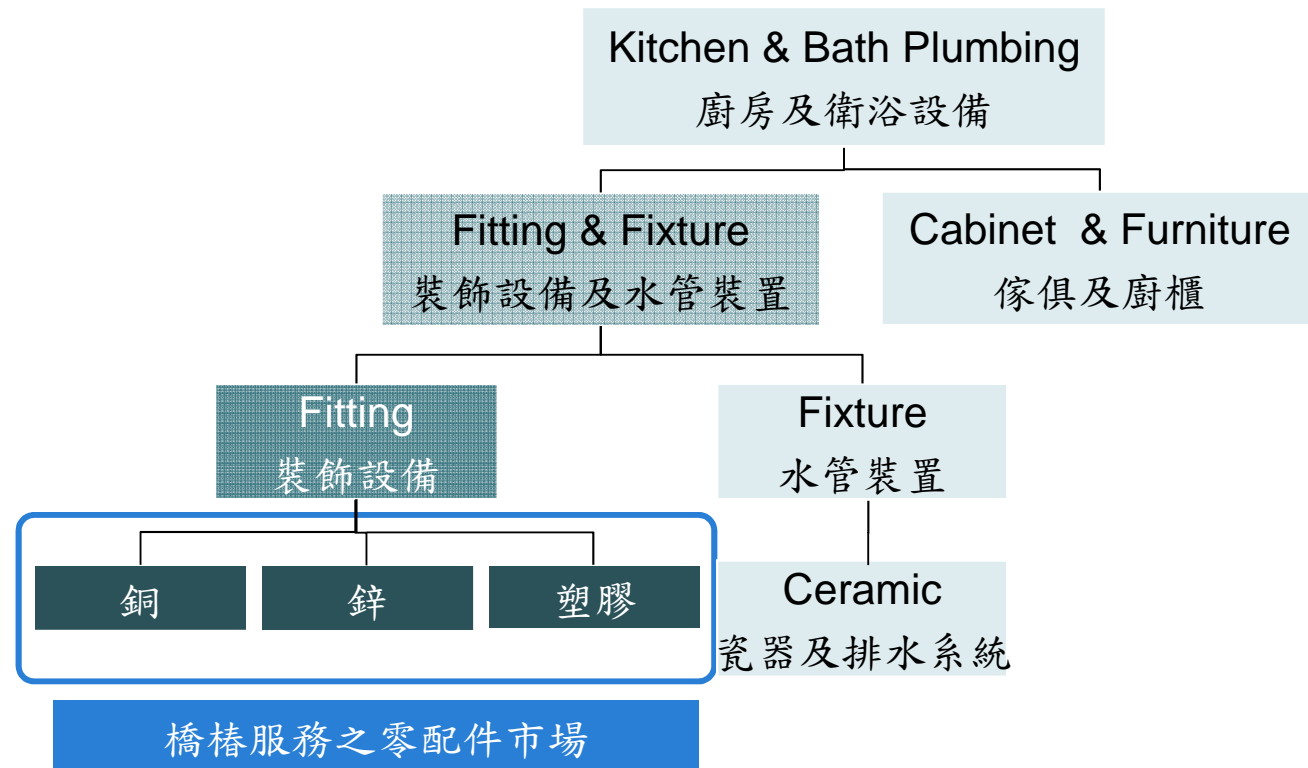 Kitchen & Bath Plumbing
廚房及衛浴設備
Fitting & Fixture
裝飾設備及水管裝置
Cabinet & Furniture
傢俱及廚櫃
Fitting
裝飾設備
Fixture
水管裝置
銅
鋅
塑膠
Ceramic
瓷器及排水系統
橋椿服務之零配件市場